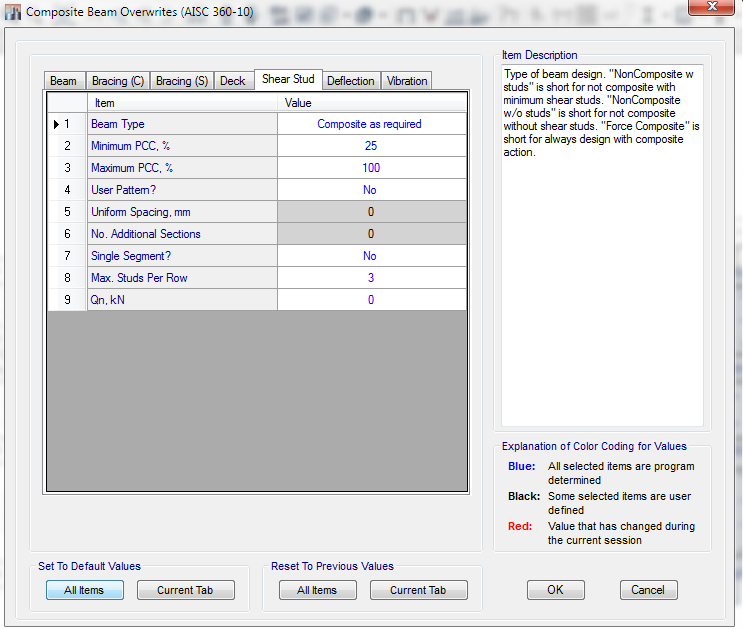 Composite Beam Overwrites (AISC 360-10)
Beam Bracing (C) Bracing (S) Deck Shear Stud Deflection Vibration
Item Value
1 Beam Type Composite as required
2 Minimum PCC, % 25
3 Maximum PCC, % 100
4 User Pattern? No
5 Uniform Spacing, mm 0
6 No. Additional Sections 0
7 Single Segment? No
8 Max. Studs Per Row 3
9 Qn, kN 0
Item Description
Type of beam design. "NonComposite w
studs" is short for not composite with
minimum shear studs. "NonComposite
w/o studs" is short for not composite
without shear studs. "Force Composite" is
short for always design with composite
action.
Explanation of Color Coding for Values
Blue: All selected items are program
determined
Black: Some selected items are user
defined
Red: Value that has changed during
the current session
Set To Default Values
All Items Current Tab
Reset To Previous Values
All Items Current Tab
OK Cancel